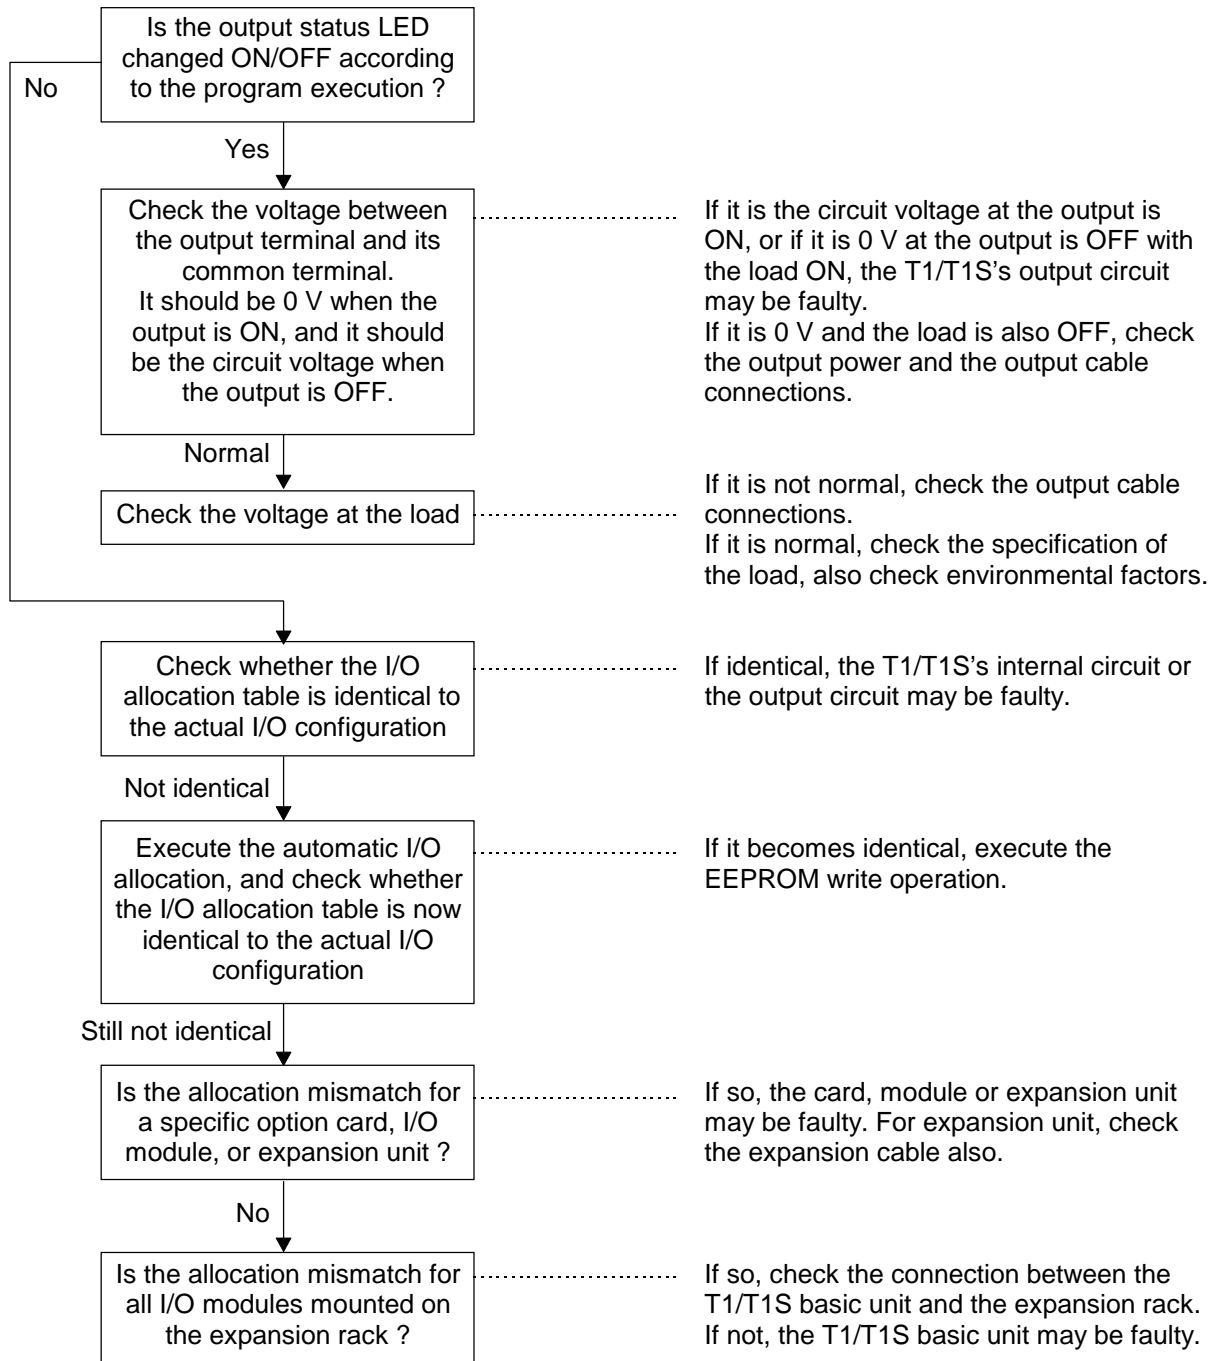 Is the output status LED
changed ON/OFF according
to the program execution ?
No
Yes
Check the voltage between
the output terminal and its
common terminal.
It should be 0 V when the
output is ON, and it should
be the circuit voltage when
the output is OFF.
If it is the circuit voltage at the output is
ON, or if it is 0 V at the output is OFF with
the load ON, the T1/T1S’s output circuit
may be faulty.
If it is 0 V and the load is also OFF, check
the output power and the output cable
connections.
Normal
Check the voltage at the load
If it is not normal, check the output cable
connections.
If it is normal, check the specification of
the load, also check environmental factors.
Check whether the I/O
allocation table is identical to
the actual I/O configuration
If identical, the T1/T1S’s internal circuit or
the output circuit may be faulty.
Not identical
Execute the automatic I/O
allocation, and check whether
the I/O allocation table is now
identical to the actual I/O
configuration
If it becomes identical, execute the
EEPROM write operation.
Still not identical
Is the allocation mismatch for
a specific option card, I/O
module, or expansion unit ?
If so, the card, module or expansion unit
may be faulty. For expansion unit, check
the expansion cable also.
No
Is the allocation mismatch for
all I/O modules mounted on
the expansion rack ?
If so, check the connection between the
T1/T1S basic unit and the expansion rack.
If not, the T1/T1S basic unit may be faulty.